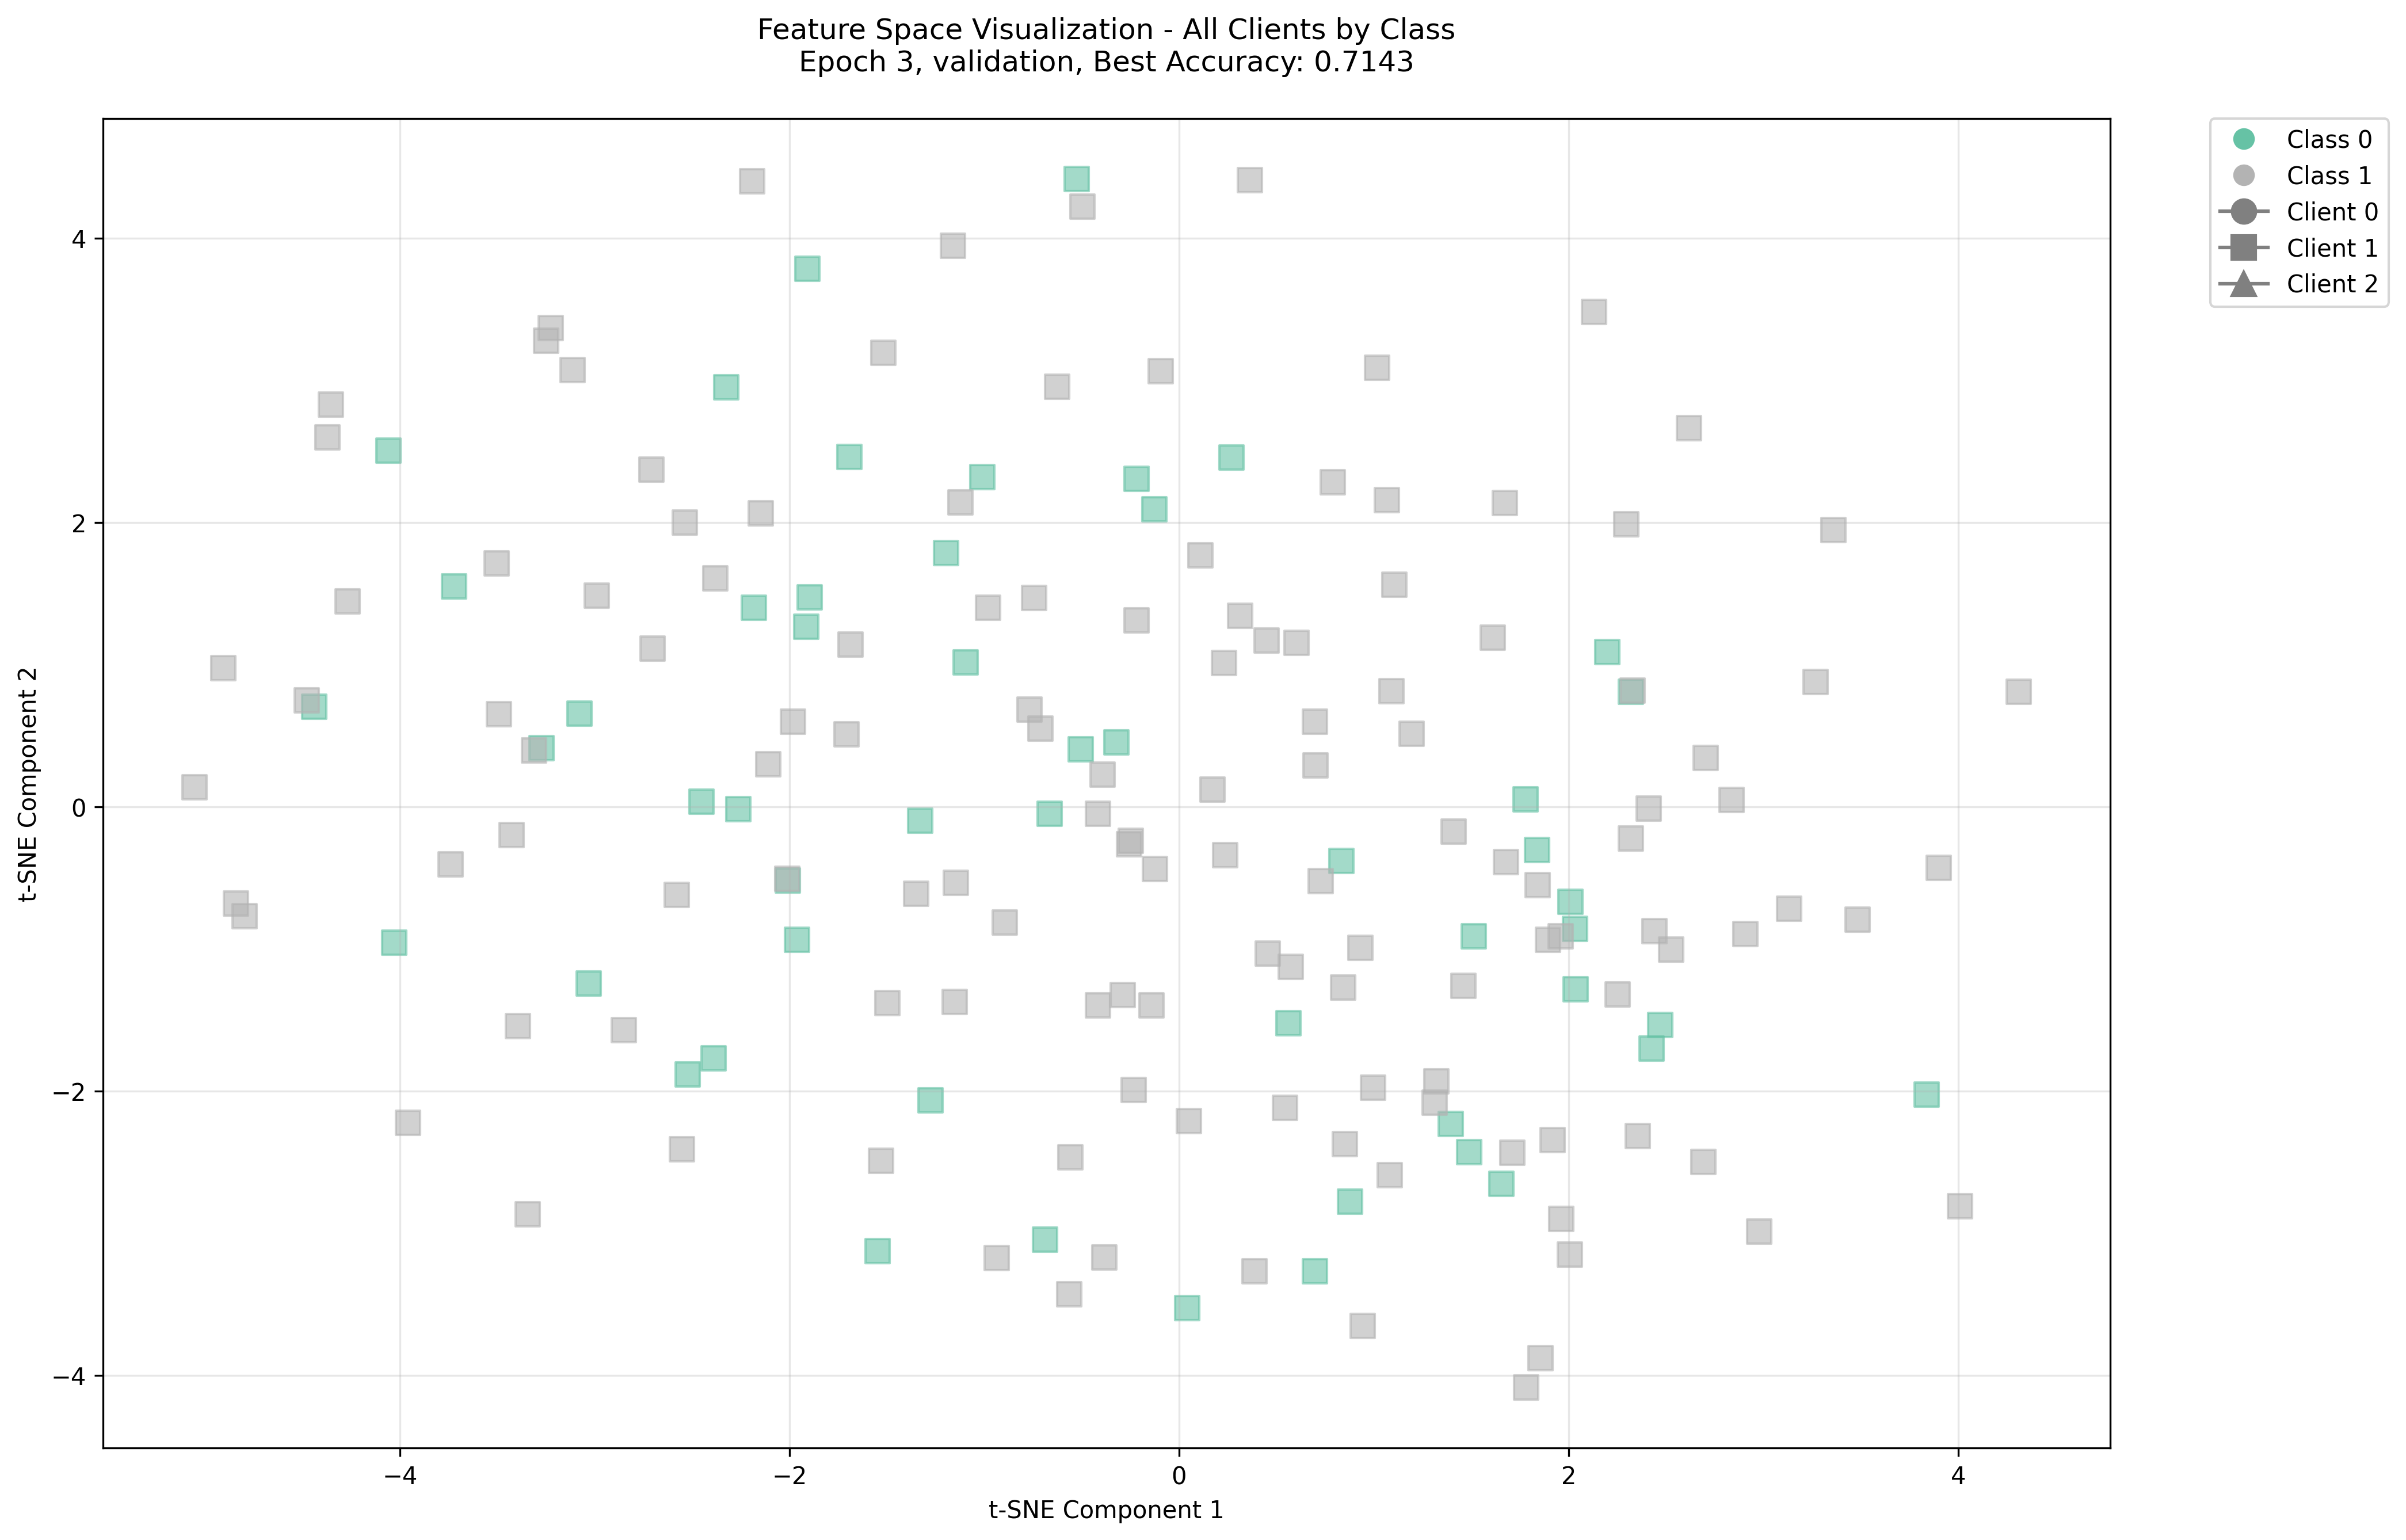 Feature Space Visualization - All Clients by Class
Epoch 3, validation, Best Accuracy: 0.7143
Class 0
Class 1
Client 0
Client 1
Client 2
t-SNE Component 2
4
2
0
−2
−4
−4
−2
0
2
4
t-SNE Component 1